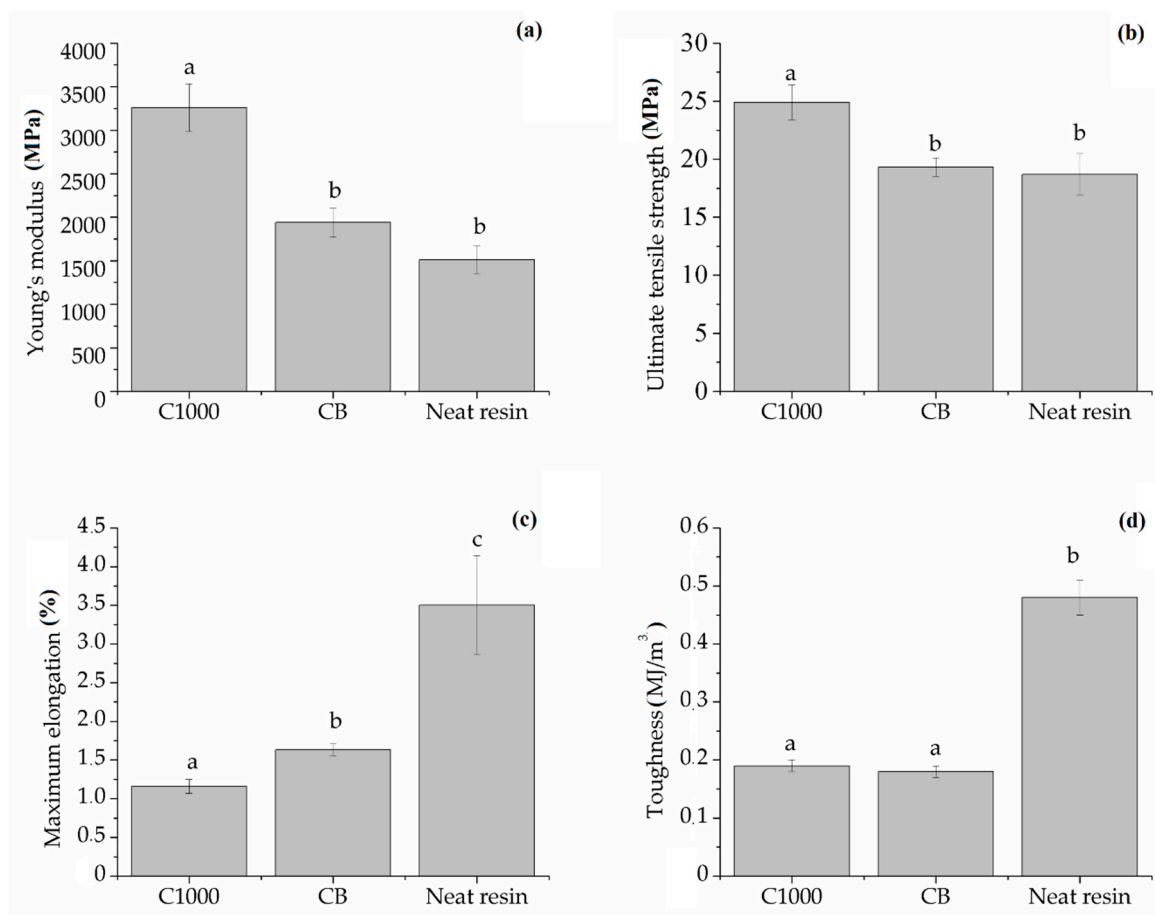 (a)
Young's modulus (MPa)
4000
3500
3000
2500
2000
1500
1000
500
0
a
b
b
C1000 CB Neat resin
(b)
Ultimate tensile strength (MPa)
30
25
20
15
10
5
0
a
b
b
C1000 CB Neat resin
(c)
Maximum elongation (%)
4.5
4.0
3.5
3.0
2.5
2.0
1.5
1.0
0.5
0
a
b
c
C1000 CB Neat resin
(d)
Toughness (MJ/m³)
0.6
0.5
0.4
0.3
0.2
0.1
0
a
a
b
C1000 CB Neat resin